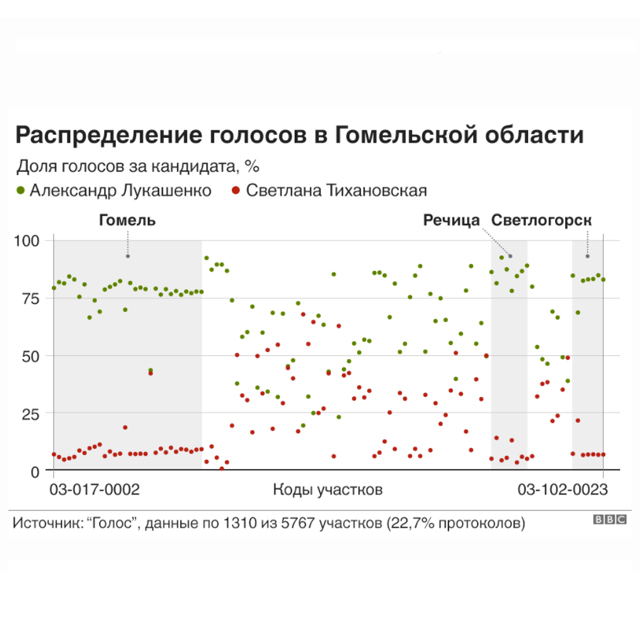 Распределение голосов в Гомельской области
Доля голосов за кандидата, %
Александр Лукашенко Светлана Тихановская
Гомель Речица Светлогорск
100
75
50
25
0
03-017-0002 Коды участков 03-102-0023
Источник: “Голос”, данные по 1310 из 5767 участков (22,7% протоколов) BBC